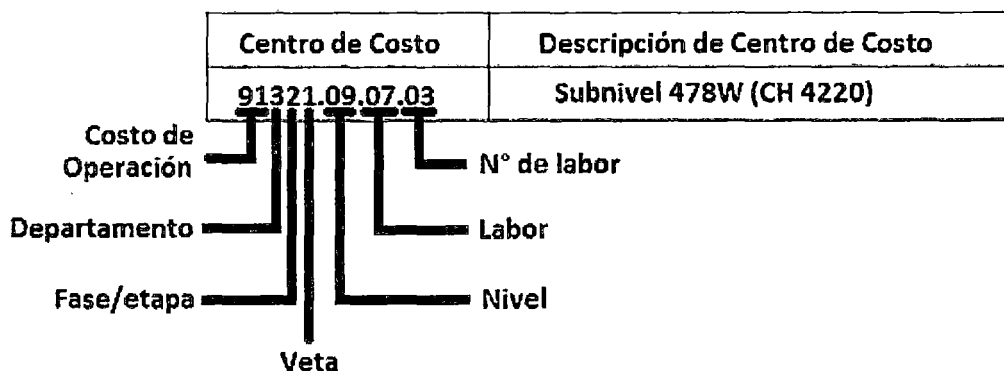 Centro de Costo
Descripción de Centro de Costo
91321.09.07.03
Subnivel 478W (CH 4220)
Costo de
Operación
N° de labor
Departamento
Labor
Fase/etapa
Nivel
Veta